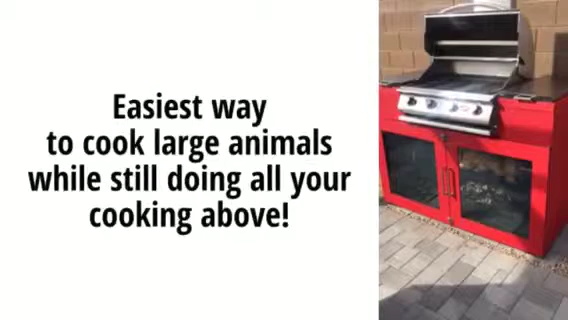 Easiest way
to cook large animals
while still doing all your
cooking above!